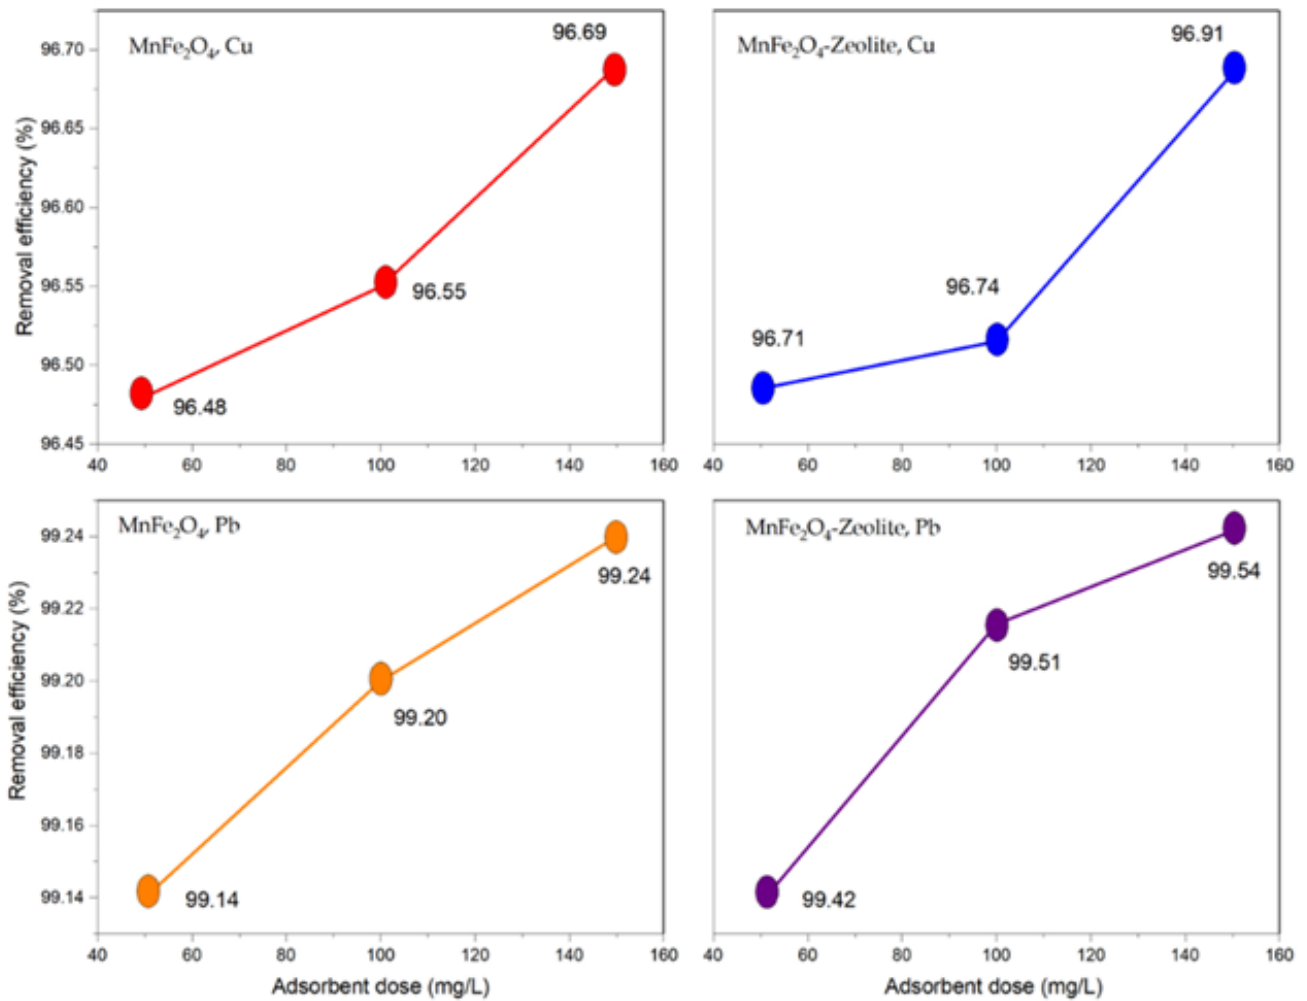 MnFe₂O₄, Cu
96.69
96.55
96.48
Removal efficiency (%)
96.70
96.65
96.60
96.55
96.50
96.45
40 60 80 100 120 140 160
MnFe₂O₄-Zeolite, Cu
96.91
96.74
96.71
40 60 80 100 120 140 160
MnFe₂O₄, Pb
99.24
99.20
99.14
Removal efficiency (%)
99.24
99.22
99.20
99.18
99.16
99.14
40 60 80 100 120 140 160
Adsorbent dose (mg/L)
MnFe₂O₄-Zeolite, Pb
99.54
99.51
99.42
40 60 80 100 120 140 160
Adsorbent dose (mg/L)